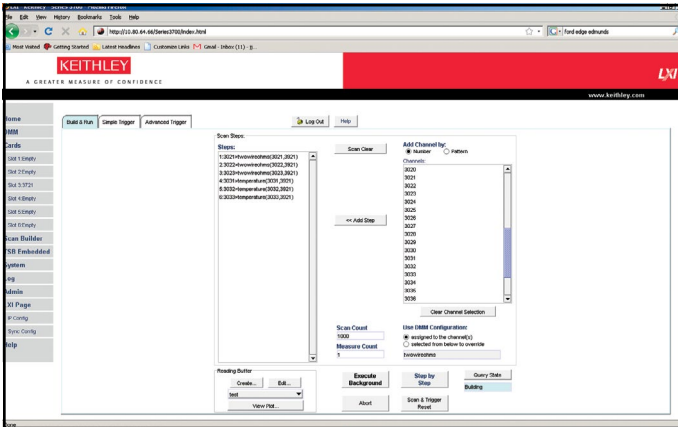 File Edit View History Bookmarks Tools Help
http://10.80.64.66/Series3700/index.html
ford edge edmunds
Most Visited Getting Started Latest Headlines Customize Links Gmail - Inbox (11) - g...
KEITHLEY
A GREATER MEASURE OF CONFIDENCE
LXI
www.keithley.com
Home
DMM
Cards
Slot 1:Empty
Slot 2:Empty
Slot 3:3721
Slot 4:Empty
Slot 5:Empty
Slot 6:Empty
Scan Builder
TSB Embedded
System
Log
Admin
LXI Page
IP Config
Sync Config
Help
Build & Run Simple Trigger Advanced Trigger Log Out Help
Scan Steps:
Steps:
1:3021>twowireohms(3021,3921)
2:3022>twowireohms(3022,3921)
3:3023>twowireohms(3023,3921)
4:3031>temperature(3031,3921)
5:3032>temperature(3032,3921)
6:3033>temperature(3033,3921)
Scan Clear
<< Add Step
Add Channel by:
Number Pattern
Channels:
3020
3021
3022
3023
3024
3025
3026
3027
3028
3029
3030
3031
3032
3033
3034
3035
3036
Clear Channel Selection
Scan Count
1000
Measure Count
1
Use DMM Configuration:
assigned to the channel(s)
selected from below to override
twowireohms
Reading Buffer
Create... Edit...
test
View Plot...
Execute Background
Step by Step
Query State
Building
Abort
Scan & Trigger Reset
Done